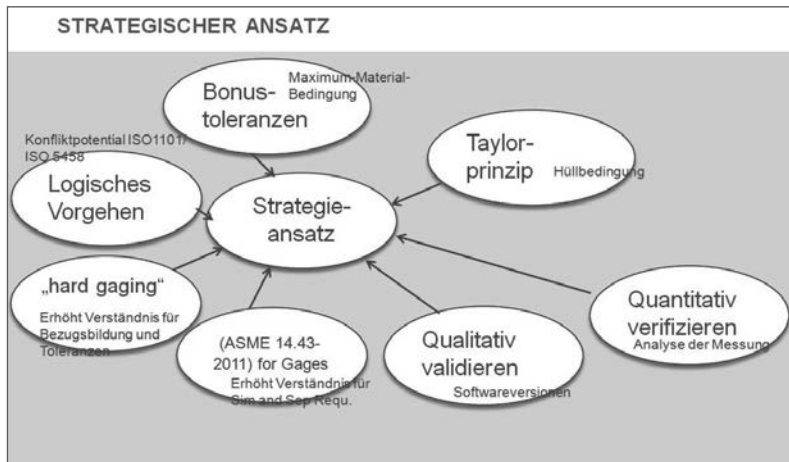 STRATEGISCHER ANSATZ
Bonus-
toleranzen
Maximum-Material-
Bedingung
Konfliktpotential ISO1101/
ISO 5458
Logisches
Vorgehen
Taylor-
prinzip
Hüllbedingung
Strategie-
ansatz
„hard gaging“
Erhöht Verständnis für
Bezugsbildung und
Toleranzen
(ASME 14.43-
2011) for Gages
Erhöht Verständnis für
Sim and Sep Requ.
Qualitativ
validieren
Softwareversionen
Quantitativ
verifizieren
Analyse der Messung